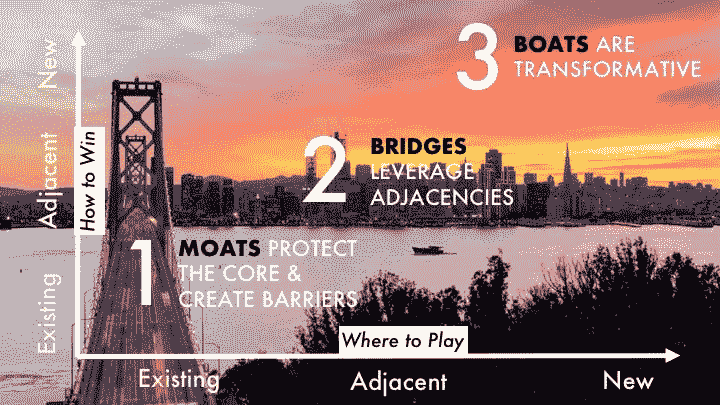 3 BOATS ARE
TRANSFORMATIVE
2 BRIDGES
LEVERAGE
ADJACENCIES
1 MOATS PROTECT
THE CORE &
CREATE BARRIERS
New
Adjacent
Existing
How to Win
Where to Play
Existing
Adjacent
New